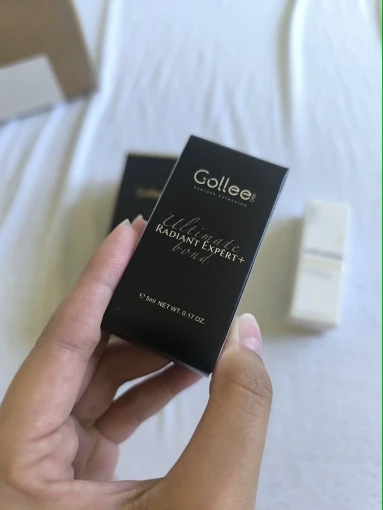 Gollee
Ultimate
RADIANT EXPERT+
bond
℮ 5ml NET WT. 0.17 OZ.